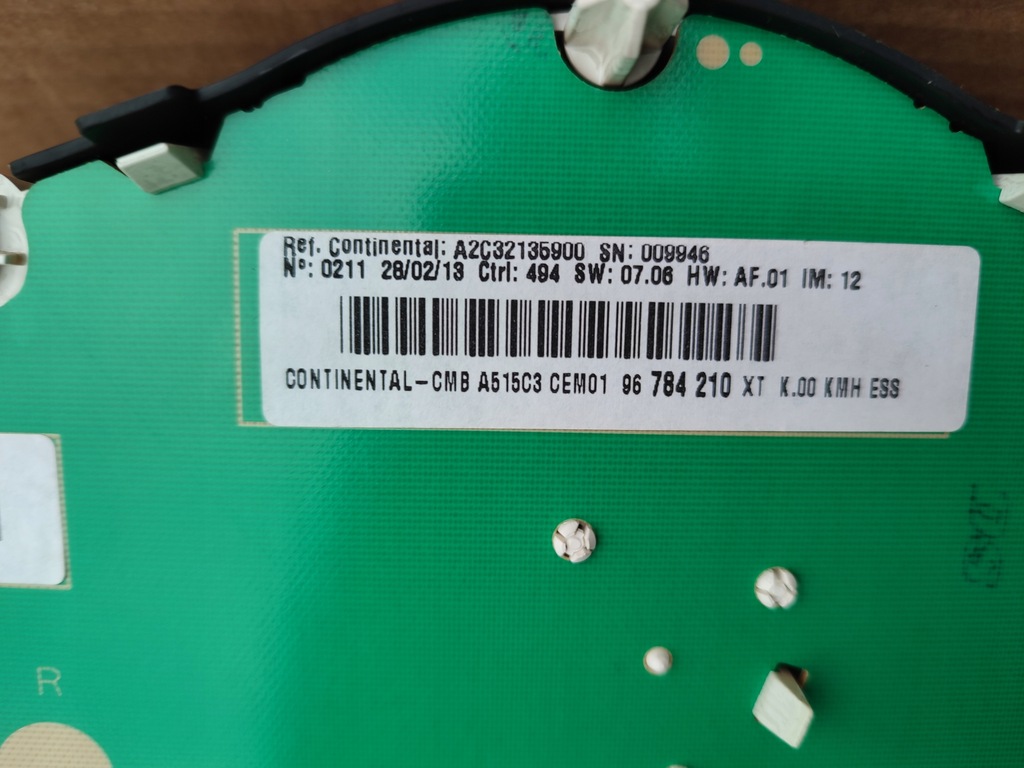 Ref. Continental: A2C32135900 SN: 009946
Nº: 0211 28/02/13 Ctrl: 494 SW: 07.06 HW: AF.01 IM: 12
CONTINENTAL-CMB A515C3 CEM01 96 784 210 XT K.00 KMH ESS
R